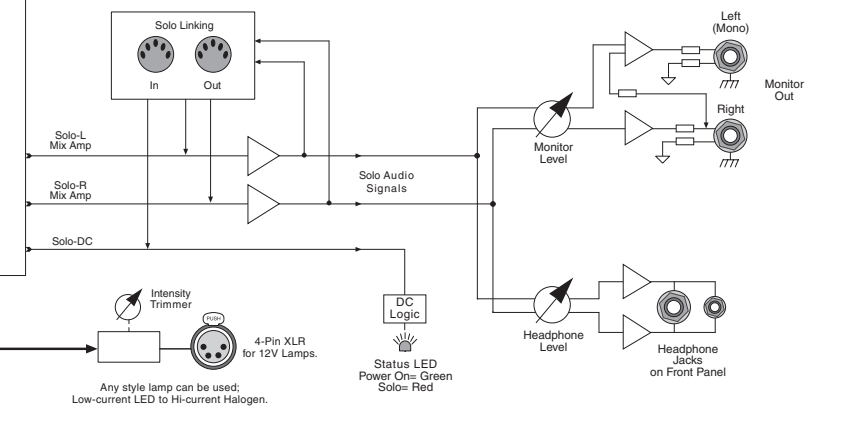 Solo Linking
In
Out
Left
(Mono)
Monitor
Out
Right
Solo-L
Mix Amp
Monitor
Level
Solo Audio
Signals
Solo-R
Mix Amp
Solo-DC
Intensity
Trimmer
DC
Logic
PUSH
4-Pin XLR
for 12V Lamps.
Headphone
Level
Headphone
Jacks
on Front Panel
Status LED
Power On= Green
Solo= Red
Any style lamp can be used;
Low-current LED to Hi-current Halogen.